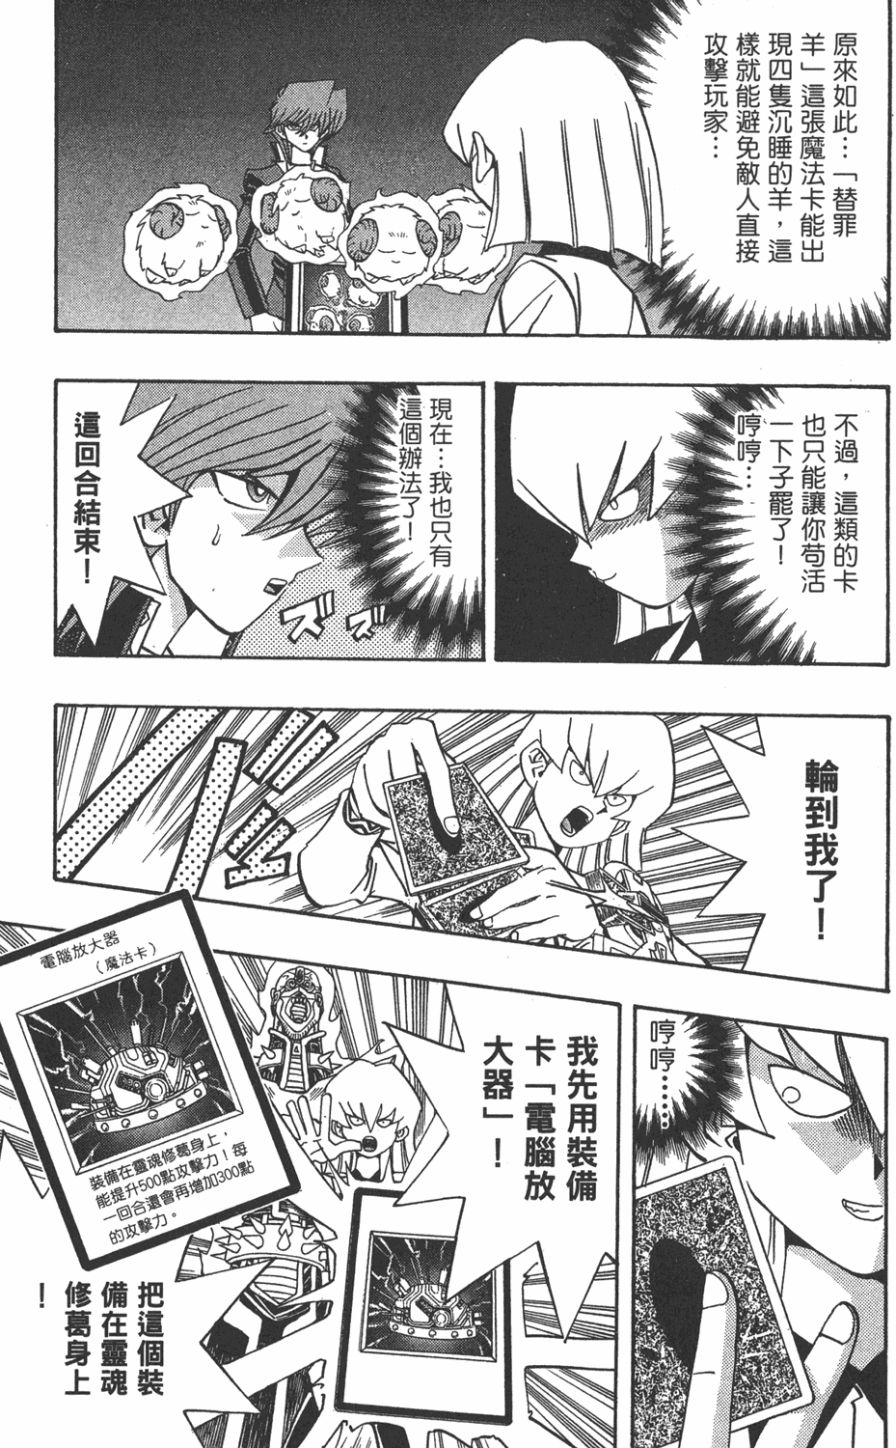 原來如此…「替罪
羊」這張魔法卡能出
現四隻沉睡的羊，這
樣就能避免敵人直接
攻擊玩家…
不過，這類的卡
也只能讓你苟活
一下子罷了！
哼哼…
現在…我也只有
這個辦法了！
這回合結束！
ズズ
輪到我了！
バッ
哼哼……
我先用裝備
卡「電腦放
大器」！
電腦放大器
（魔法卡）
裝備在靈魂修葛身上，
能提升500點攻擊力！每
一回合還會再增加300點
的攻擊力。
把這個裝
備在靈魂
修葛身上
！